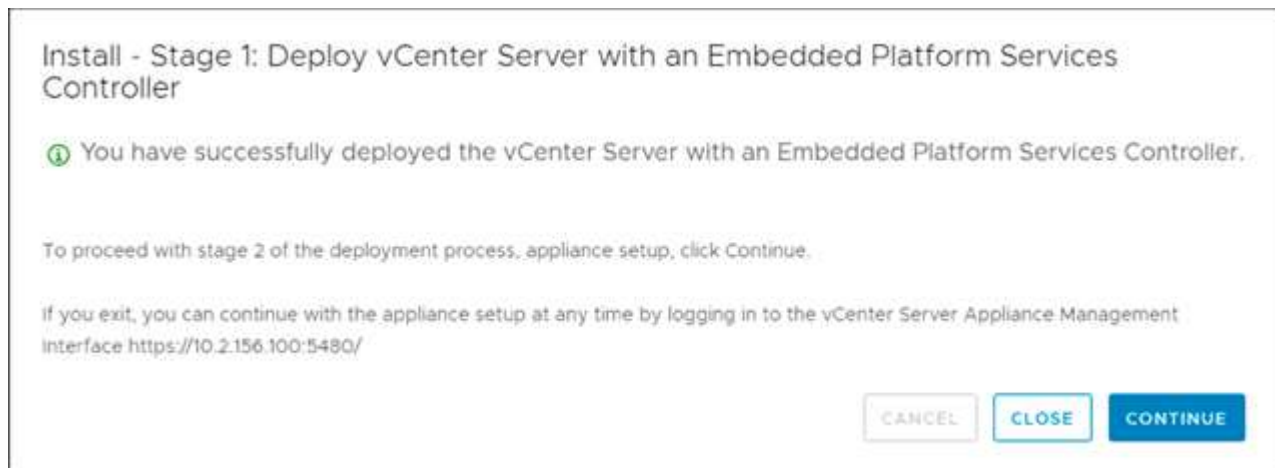 Install - Stage 1: Deploy vCenter Server with an Embedded Platform Services
Controller
You have successfully deployed the vCenter Server with an Embedded Platform Services Controller.
To proceed with stage 2 of the deployment process, appliance setup, click Continue.
If you exit, you can continue with the appliance setup at any time by logging in to the vCenter Server Appliance Management
Interface https://10.2.156.100:5480/
CANCEL CLOSE CONTINUE